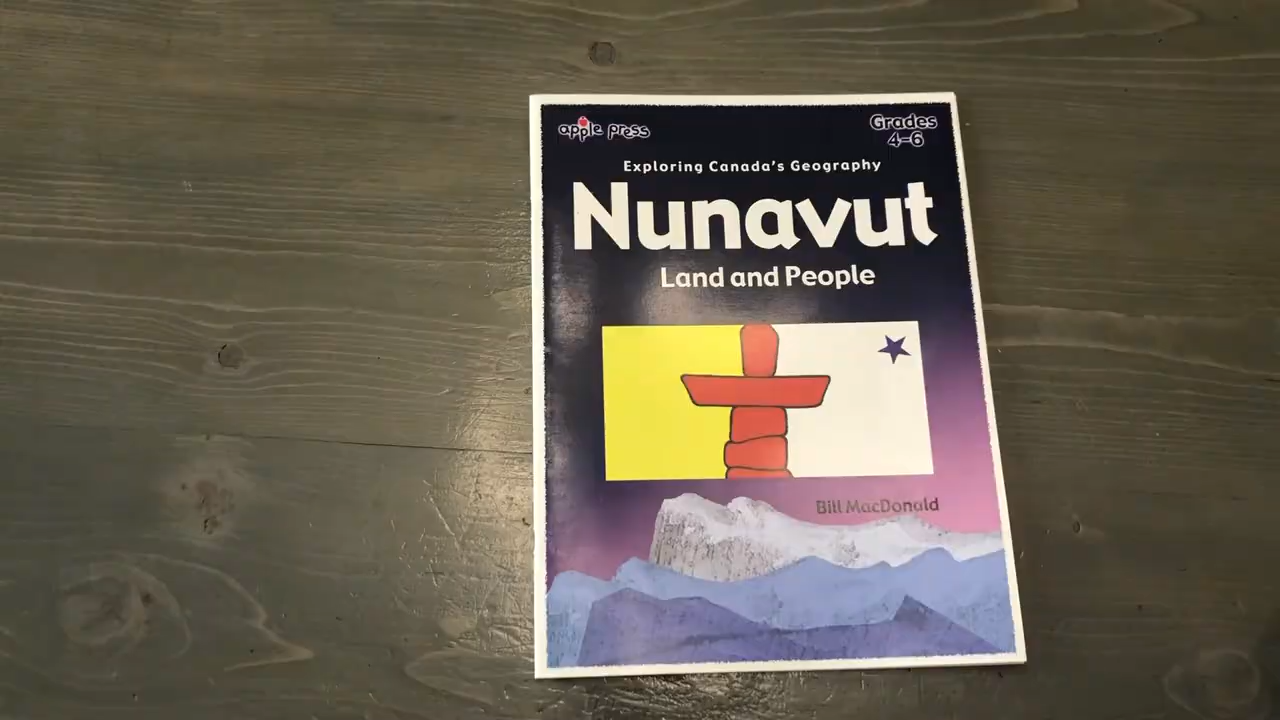 apple press
Grades
4-6
Exploring Canada's Geography
Nunavut
Land and People
Bill MacDonald